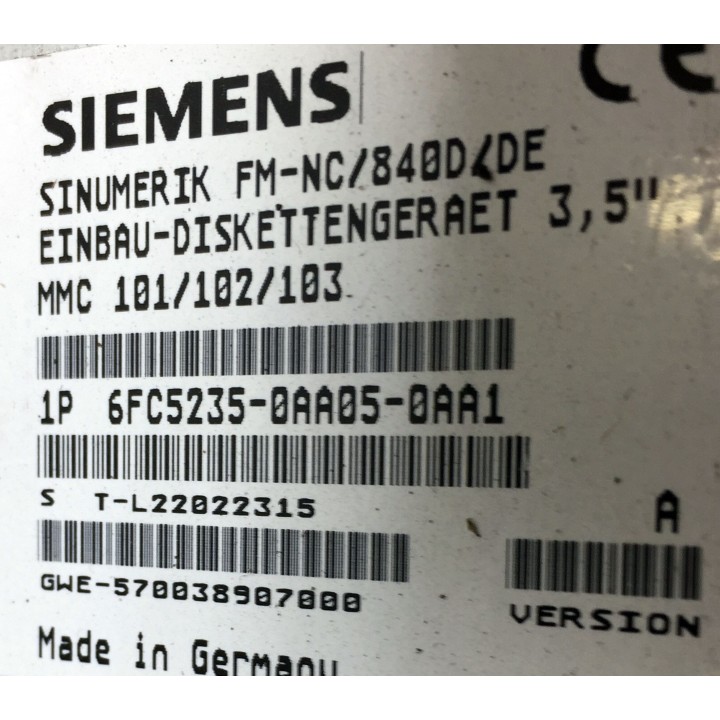 SIEMENS
CE
SINUMERIK FM-NC/840D/DE
EINBAU-DISKETTENGERAET 3,5"
MMC 101/102/103
1P 6FC5235-0AA05-0AA1
S T-L22022315
A
GWE-570038907000
VERSION
Made in Germany